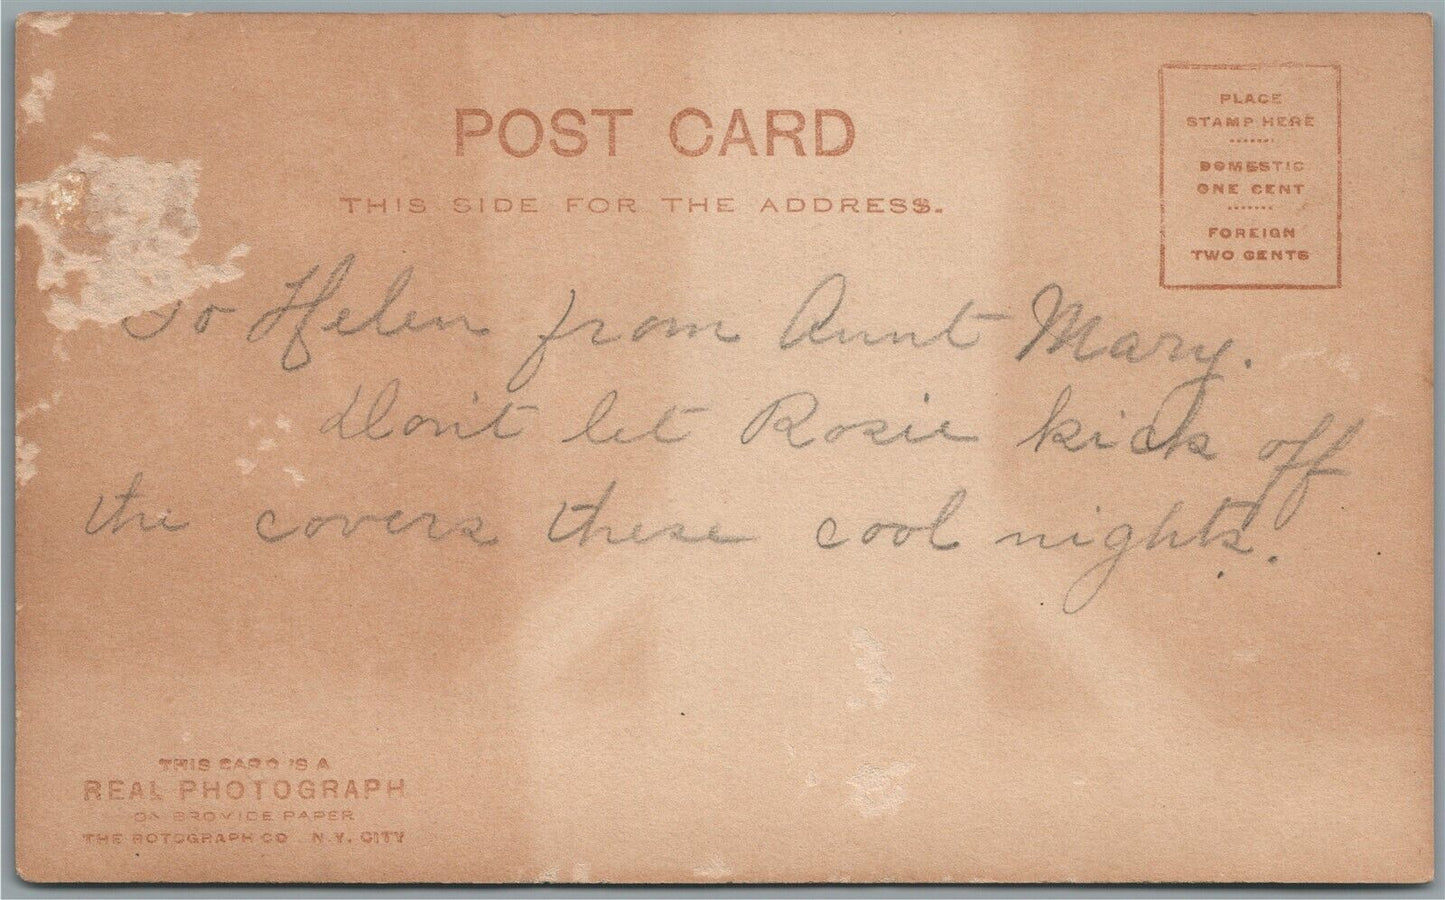 POST CARD
THIS SIDE FOR THE ADDRESS.
PLACE
STAMP HERE
DOMESTIC
ONE CENT
FOREIGN
TWO CENTS
To Helen from Aunt Mary.
Don't let Rosie kick off
the covers these cool nights.
THIS CARD IS A
REAL PHOTOGRAPH
ON BROMIDE PAPER
THE ROTOGRAPH CO. N.Y. CITY